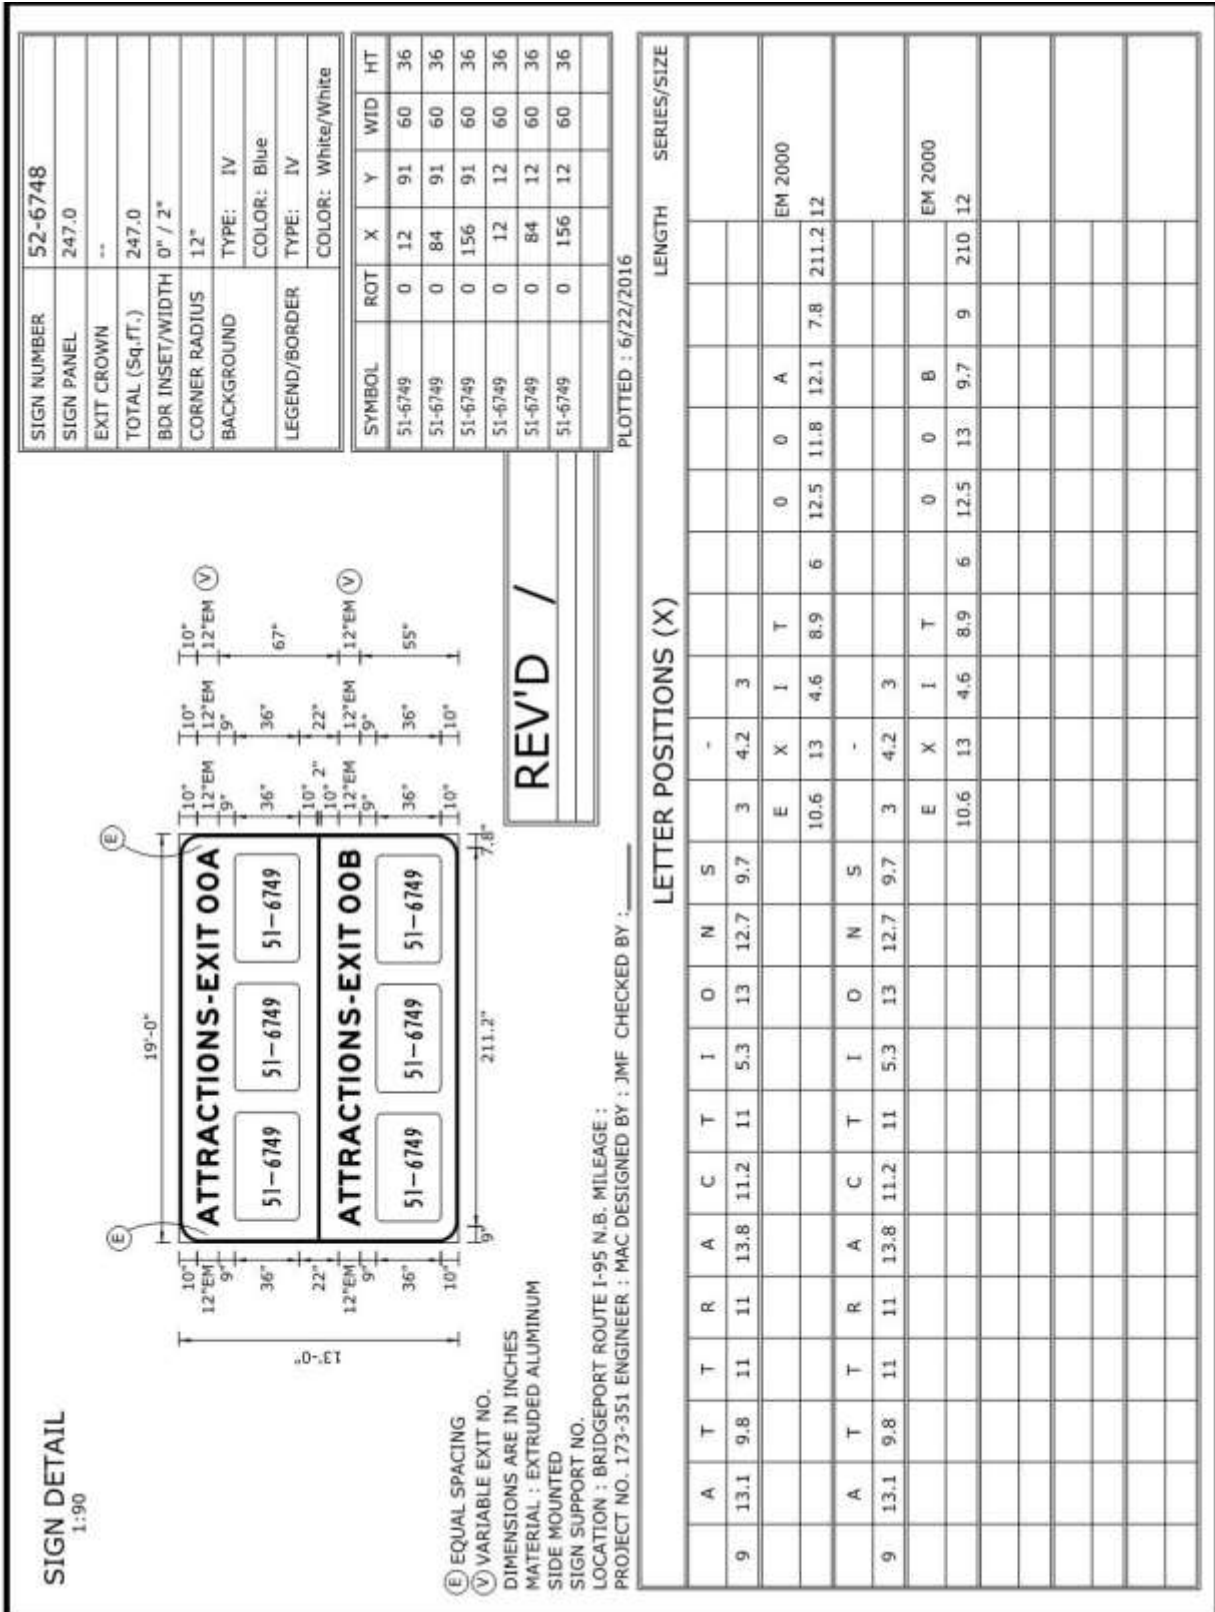 SIGN DETAIL
1:90
SIGN NUMBER 52-6748
SIGN PANEL 247.0
EXIT CROWN --
TOTAL (Sq.fT.) 247.0
BDR INSET/WIDTH 0" / 2"
CORNER RADIUS 12"
BACKGROUND TYPE: IV
COLOR: Blue
LEGEND/BORDER TYPE: IV
COLOR: White/White
SYMBOL ROT X Y WID HT
51-6749 0 12 91 60 36
51-6749 0 84 91 60 36
51-6749 0 156 91 60 36
51-6749 0 12 12 60 36
51-6749 0 84 12 60 36
51-6749 0 156 12 60 36
PLOTTED : 6/22/2016
19'-0"
E E
13'-0"
10" 12"EM 9" 36" 22" 12"EM 9" 36" 10"
ATTRACTIONS-EXIT 00A
51-6749 51-6749 51-6749
ATTRACTIONS-EXIT 00B
51-6749 51-6749 51-6749
10" 12"EM 9" 36" 10" 2" 10" 12"EM 9" 36" 10"
10" 12"EM 9" 36" 22" 12"EM 9" 36" 10"
10" 12"EM V 67" 12"EM V 55"
9" 211.2" 7.8"
REV'D /
E EQUAL SPACING
V VARIABLE EXIT NO.
DIMENSIONS ARE IN INCHES
MATERIAL : EXTRUDED ALUMINUM
SIDE MOUNTED
SIGN SUPPORT NO.
LOCATION : BRIDGEPORT ROUTE I-95 N.B. MILEAGE :
PROJECT NO. 173-351 ENGINEER : MAC DESIGNED BY : JMF CHECKED BY :
LETTER POSITIONS (X) LENGTH SERIES/SIZE
A T T R A C T I O N S -
9 13.1 9.8 11 11 13.8 11.2 11 5.3 13 12.7 9.7 3 4.2 3
E X I T 0 0 A EM 2000
10.6 13 4.6 8.9 6 12.5 11.8 12.1 7.8 211.2 12
A T T R A C T I O N S -
9 13.1 9.8 11 11 13.8 11.2 11 5.3 13 12.7 9.7 3 4.2 3
E X I T 0 0 B EM 2000
10.6 13 4.6 8.9 6 12.5 13 9.7 9 210 12